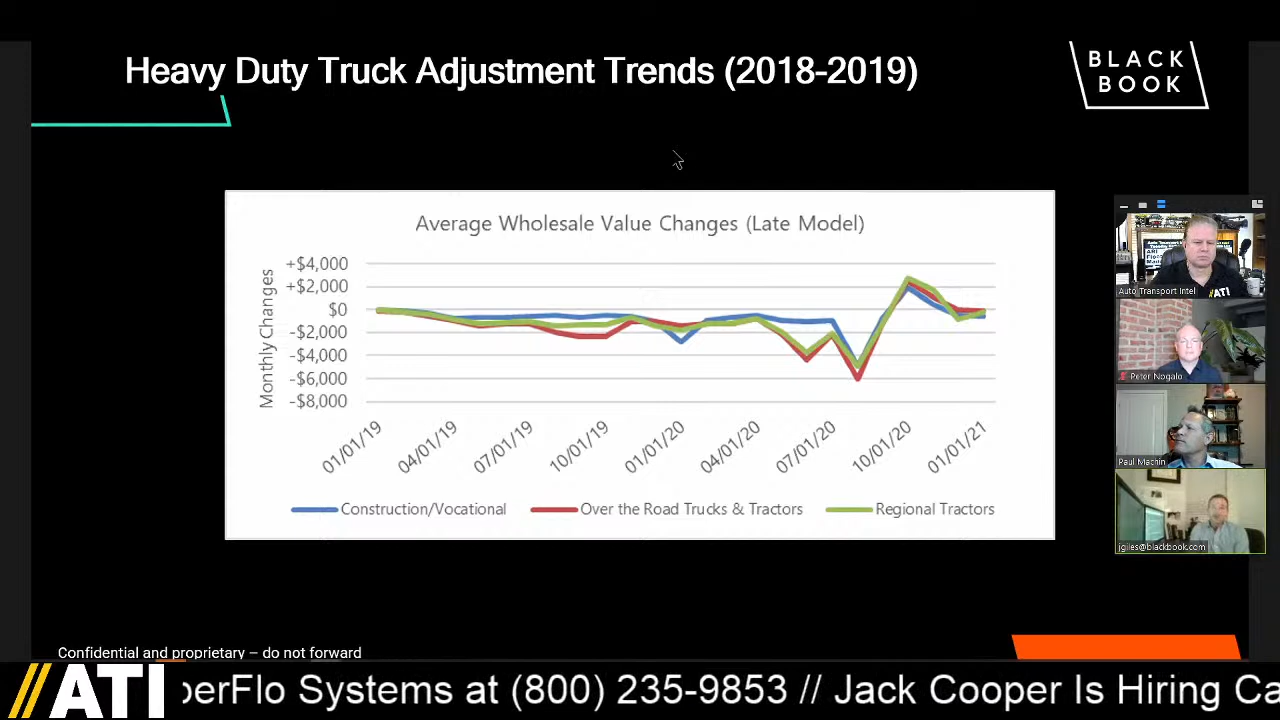 Heavy Duty Truck Adjustment Trends (2018-2019)
BLACK
BOOK
Average Wholesale Value Changes (Late Model)
Monthly Changes
+$4,000
+$2,000
$0
-$2,000
-$4,000
-$6,000
-$8,000
01/01/19
04/01/19
07/01/19
10/01/19
01/01/20
04/01/20
07/01/20
10/01/20
01/01/21
Construction/Vocational
Over the Road Trucks & Tractors
Regional Tractors
Auto Transport Intel
ATI
Peter Nogalo
Paul Machin
jgiles@blackbook.com
Confidential and proprietary – do not forward
//ATI
perFlo Systems at (800) 235-9853 // Jack Cooper Is Hiring Ca